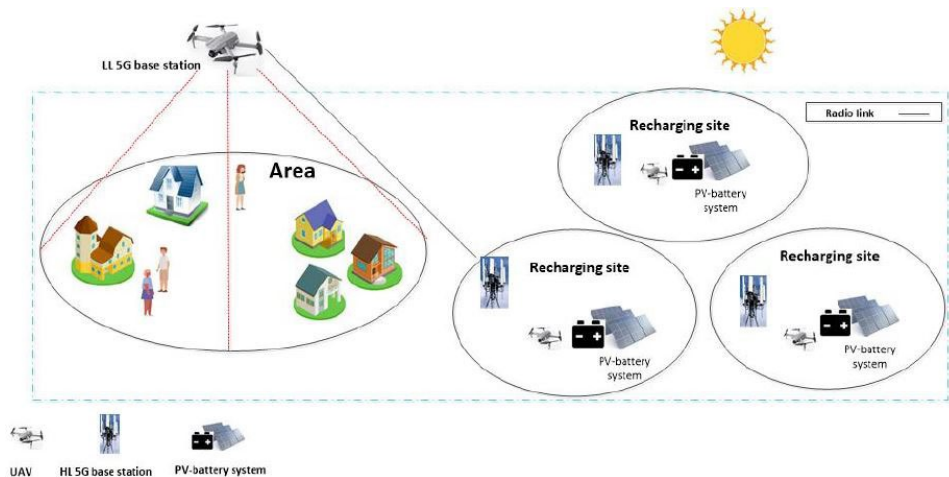 LL 5G base station
Radio link
Recharging site
PV-battery
system
Area
Recharging site
PV-battery
system
Recharging site
PV-battery
system
UAV
HL 5G base station
PV-battery system